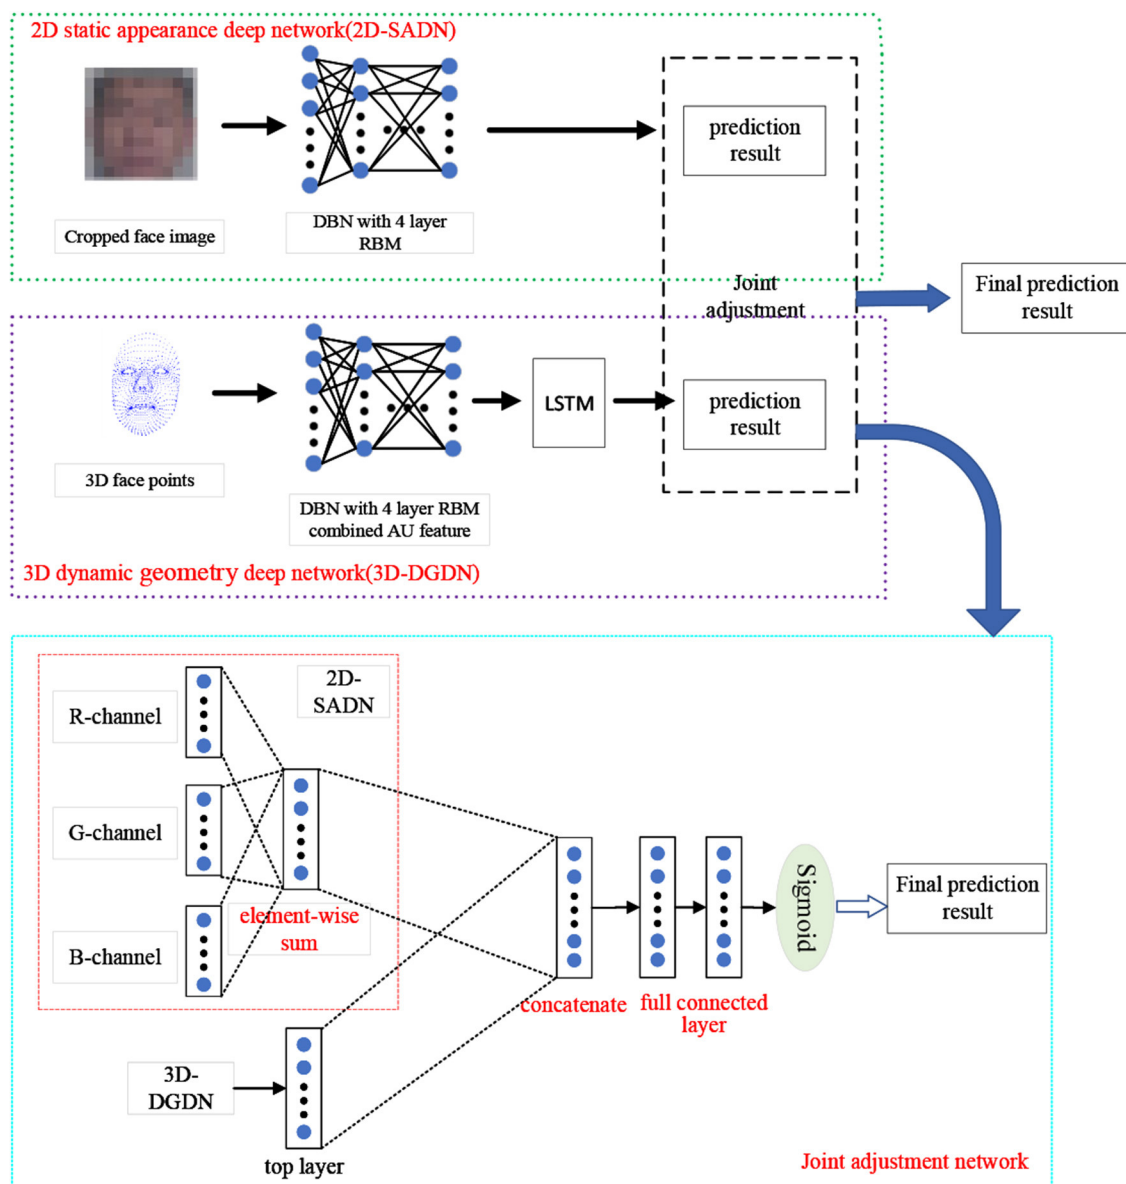 2D static appearance deep network(2D-SADN)
Cropped face image
DBN with 4 layer
RBM
prediction
result
Joint
adjustment
Final prediction
result
3D face points
DBN with 4 layer RBM
combined AU feature
LSTM
prediction
result
3D dynamic geometry deep network(3D-DGDN)
2D-
SADN
R-channel
G-channel
B-channel
element-wise
sum
3D-
DGDN
top layer
concatenate
full connected
layer
Sigmoid
Final prediction
result
Joint adjustment network